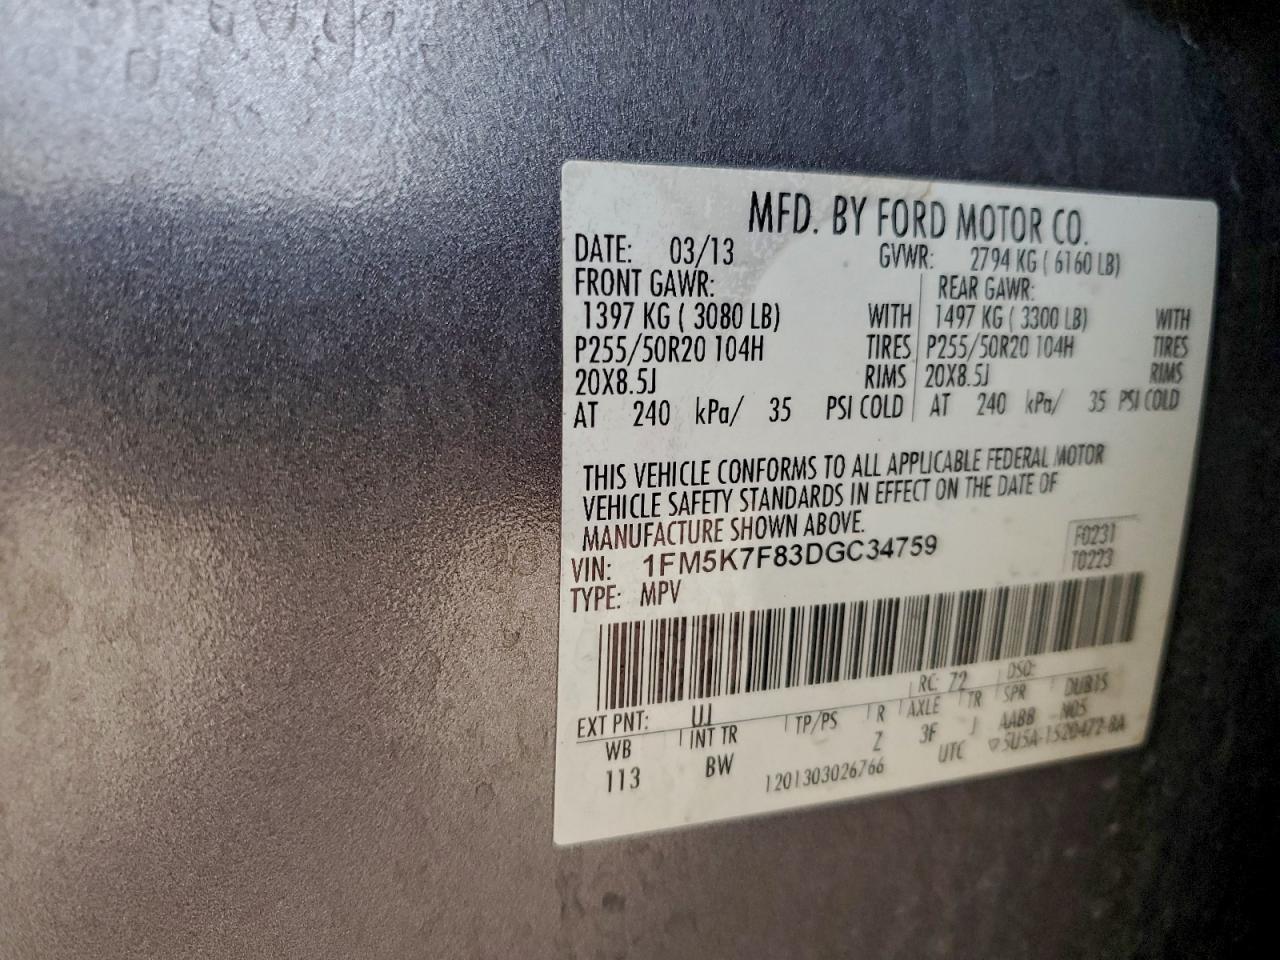 MFD. BY FORD MOTOR CO.
DATE: 03/13 GVWR: 2794 KG ( 6160 LB)
FRONT GAWR: REAR GAWR:
1397 KG ( 3080 LB) WITH 1497 KG ( 3300 LB) WITH
P255/50R20 104H TIRES P255/50R20 104H TIRES
20X8.5J RIMS 20X8.5J RIMS
AT 240 kPa/ 35 PSI COLD AT 240 kPa/ 35 PSI COLD
THIS VEHICLE CONFORMS TO ALL APPLICABLE FEDERAL MOTOR
VEHICLE SAFETY STANDARDS IN EFFECT ON THE DATE OF
MANUFACTURE SHOWN ABOVE.
F0231
VIN: 1FM5K7F83DGC34759
T0223
TYPE: MPV
EXT PNT: UJ RC: 72 DSO:
WB INT TR TP/PS R AXLE TR SPR DUB15
113 BW Z 3F J AABB N05
1201303026766 UTC ▽5U5A-1520472-BA